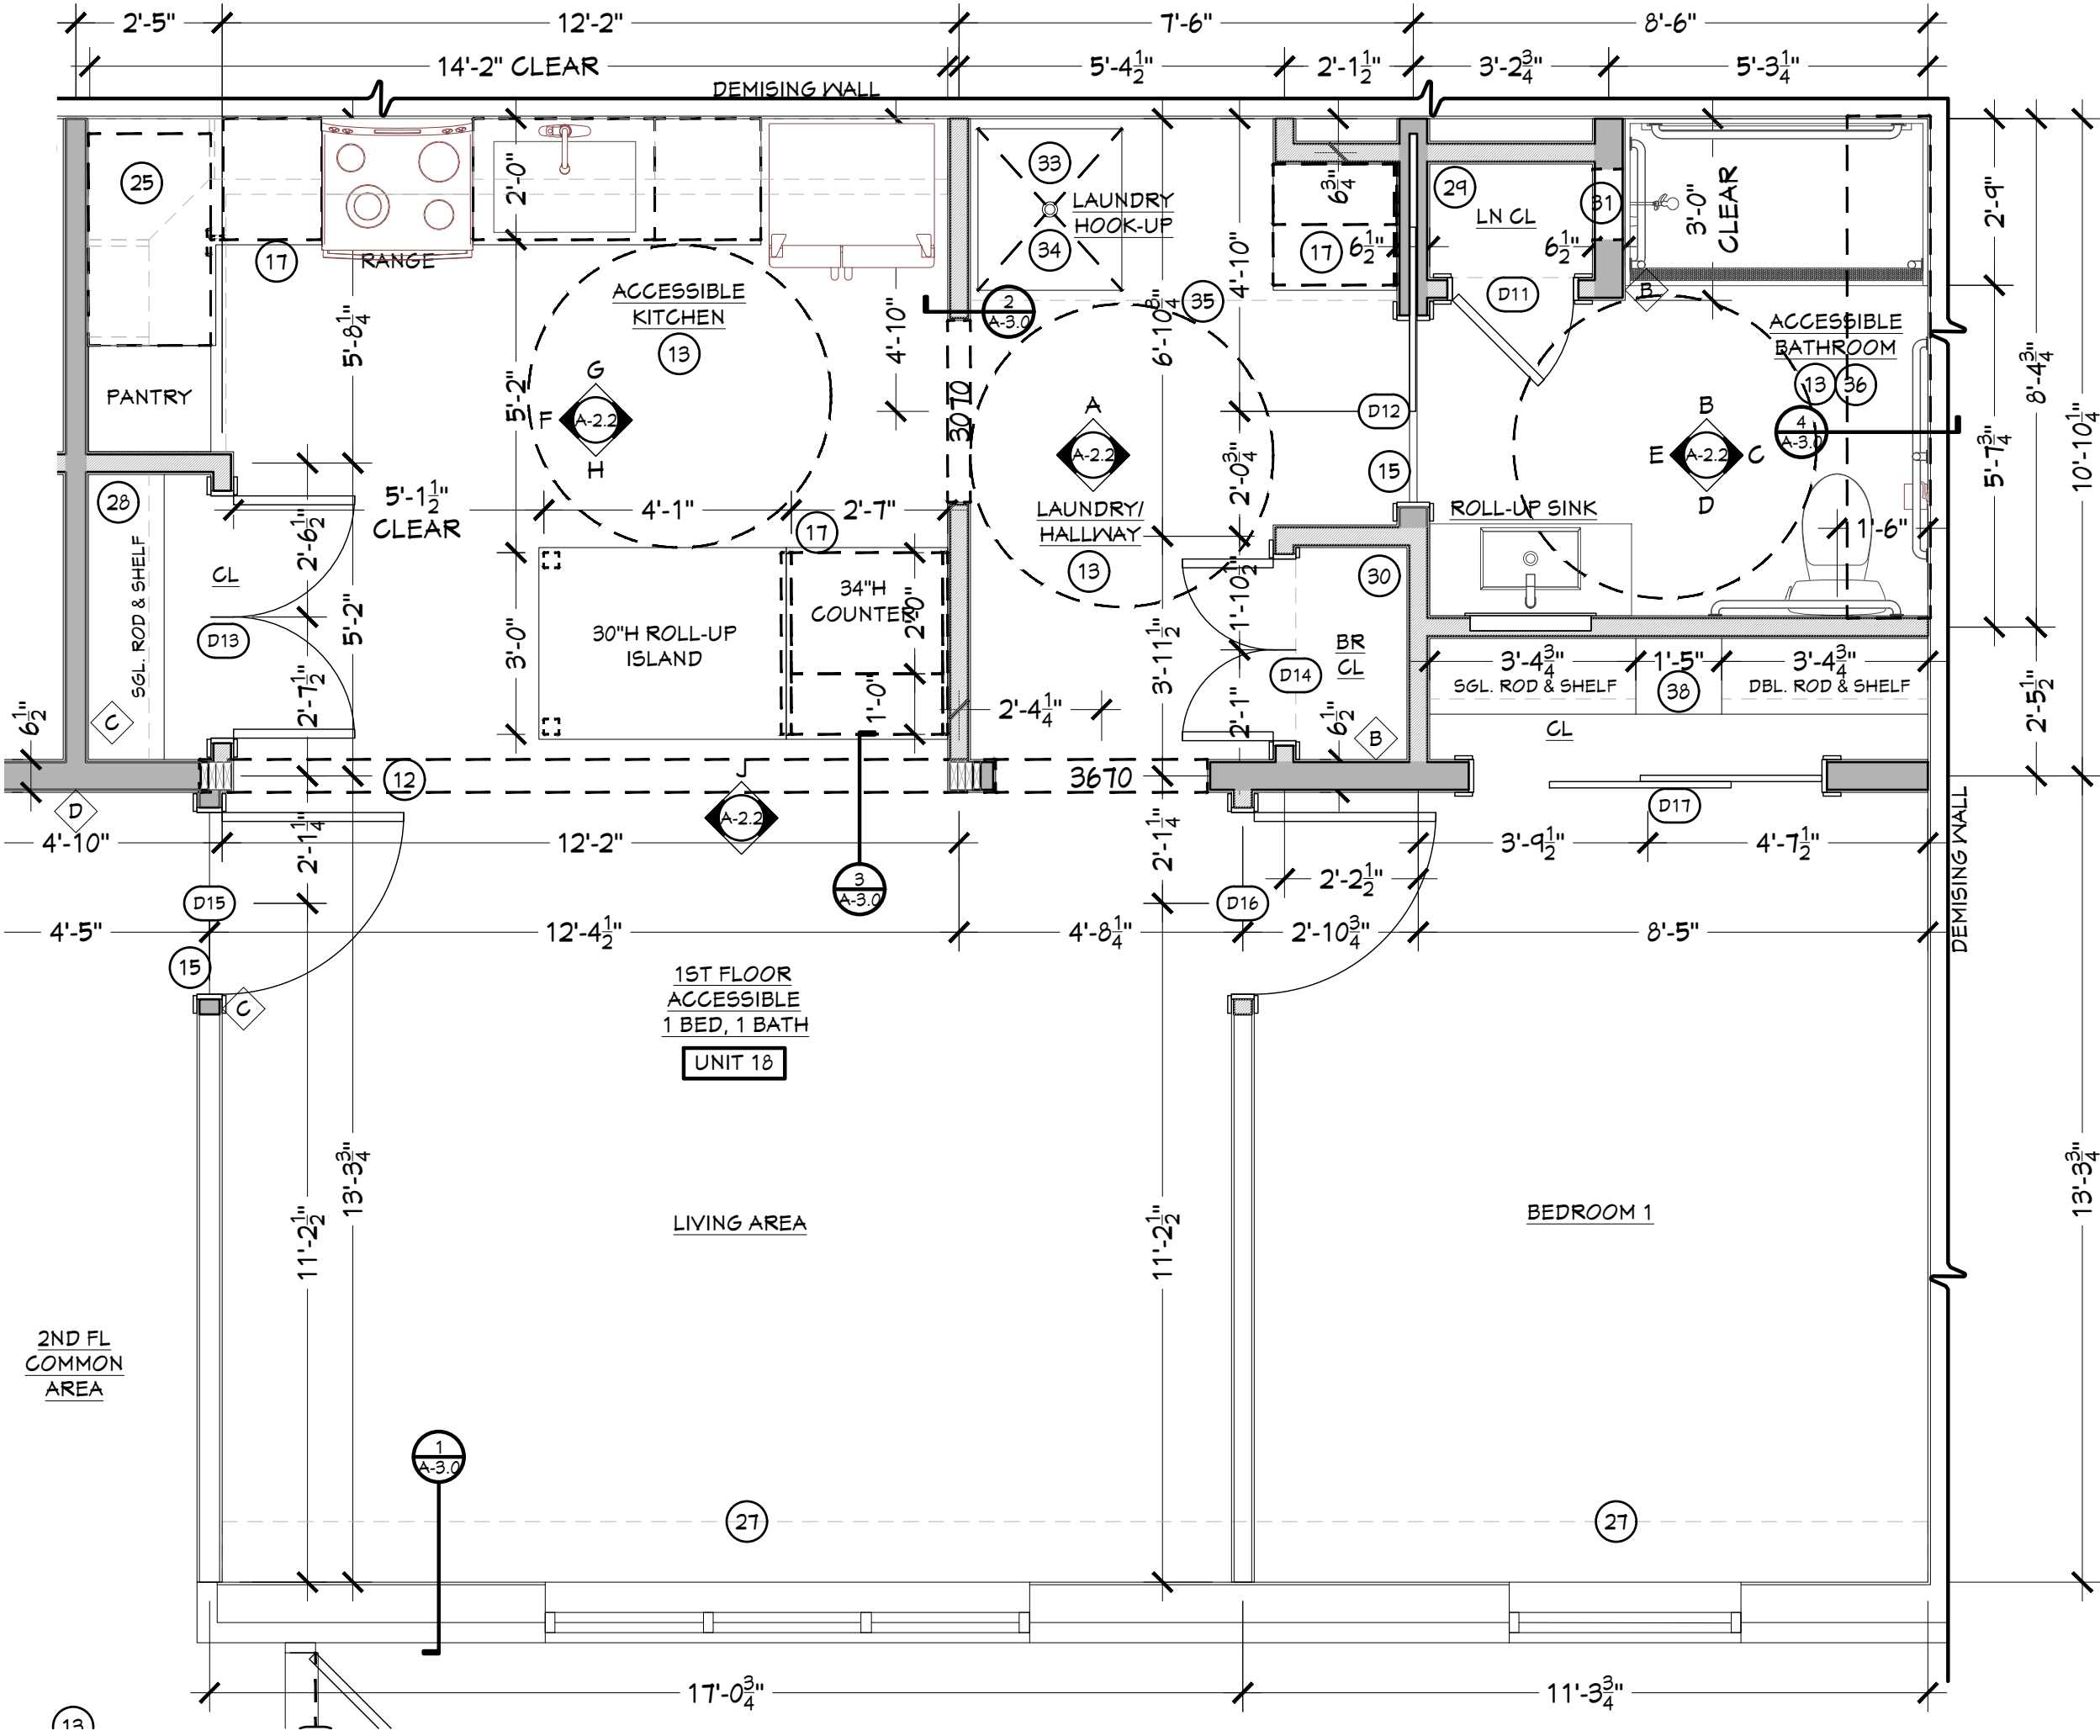 2'-5"
12'-2"
7'-6"
8'-6"
14'-2" CLEAR
5'-4½"
2'-1½"
3'-2¾"
5'-3¼"
DEMISING WALL
25
17
RANGE
2'-0"
ACCESSIBLE
KITCHEN
13
5'-8¼"
5'-2"
4'-10"
PANTRY
G
F
A-2.2
H
33
LAUNDRY
HOOK-UP
34
2
A-3.0
3070
35
6'-10¾"
4'-10"
6¾"
17
6½"
29
LN CL
31
6½"
D11
3'-0"
CLEAR
B
ACCESSIBLE
BATHROOM
13
36
4
A-3.0
2'-9"
8'-4¾"
5'-7¾"
10'-10¼"
D12
15
A
A-2.2
LAUNDRY/
HALLWAY
13
2'-0¾"
B
E
A-2.2
C
D
ROLL-UP SINK
1'-6"
28
SGL. ROD & SHELF
CL
D13
C
2'-6½"
2'-7½"
5'-2"
5'-1½"
CLEAR
4'-1"
2'-7"
17
3'-0"
30"H ROLL-UP
ISLAND
34"H
COUNTER
2'-0"
1'-0"
2'-4¼"
3'-11½"
1'-10½"
2'-1"
30
BR
CL
D14
B
6½"
3'-4¾"
1'-5"
3'-4¾"
SGL. ROD & SHELF
38
DBL. ROD & SHELF
CL
2'-5½"
6½"
D
12
J
A-2.2
3670
D17
DEMISING WALL
4'-10"
2'-1¼"
12'-2"
2'-1¼"
3'-9½"
4'-7½"
2'-2½"
3
A-3.0
D15
D16
4'-5"
12'-4½"
4'-8¼"
2'-10¾"
8'-5"
15
C
1ST FLOOR
ACCESSIBLE
1 BED, 1 BATH
UNIT 18
11'-2½"
13'-3¾"
LIVING AREA
11'-2½"
BEDROOM 1
13'-3¾"
2ND FL
COMMON
AREA
1
A-3.0
27
27
17'-0¾"
11'-3¾"
13